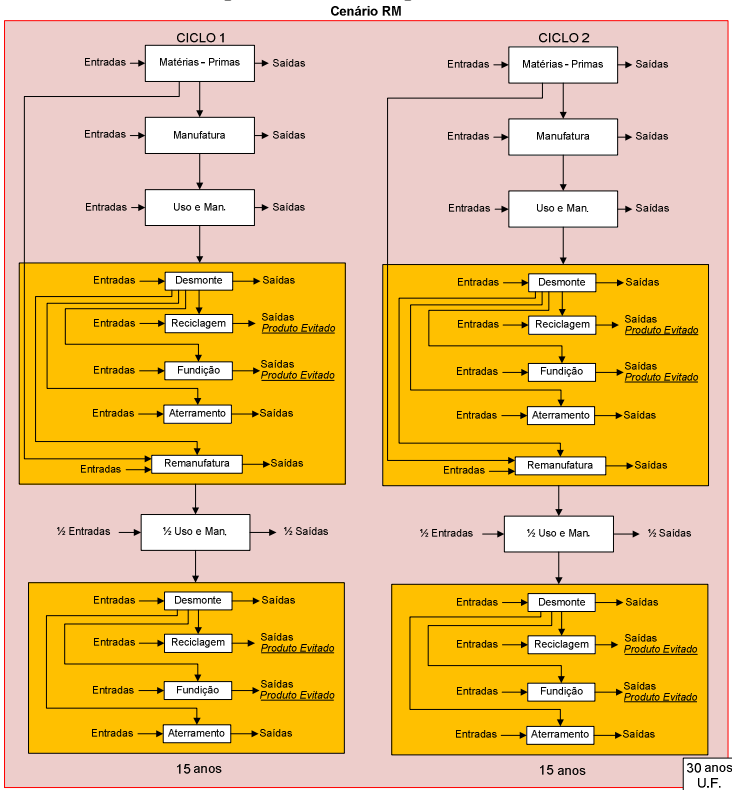 Cenário RM
CICLO 1
Entradas
Matérias - Primas
Saídas
Entradas
Manufatura
Saídas
Entradas
Uso e Man.
Saídas
Entradas
Desmonte
Saídas
Entradas
Reciclagem
Saídas
Produto Evitado
Entradas
Fundição
Saídas
Produto Evitado
Entradas
Aterramento
Saídas
Entradas
Remanufatura
Saídas
½ Entradas
½ Uso e Man.
½ Saídas
Entradas
Desmonte
Saídas
Entradas
Reciclagem
Saídas
Produto Evitado
Entradas
Fundição
Saídas
Produto Evitado
Entradas
Aterramento
Saídas
15 anos
CICLO 2
Entradas
Matérias - Primas
Saídas
Entradas
Manufatura
Saídas
Entradas
Uso e Man.
Saídas
Entradas
Desmonte
Saídas
Entradas
Reciclagem
Saídas
Produto Evitado
Entradas
Fundição
Saídas
Produto Evitado
Entradas
Aterramento
Saídas
Entradas
Remanufatura
Saídas
½ Entradas
½ Uso e Man.
½ Saídas
Entradas
Desmonte
Saídas
Entradas
Reciclagem
Saídas
Produto Evitado
Entradas
Fundição
Saídas
Produto Evitado
Entradas
Aterramento
Saídas
15 anos
30 anos
U.F.